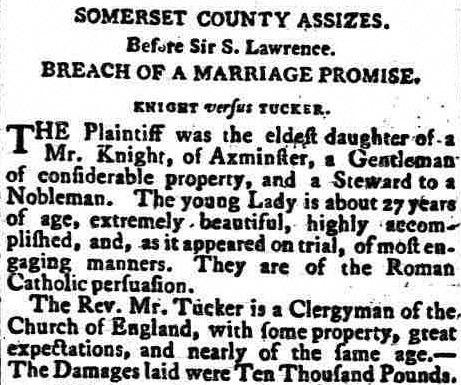 SOMERSET COUNTY ASSIZES.
Before Sir S. Lawrence.
BREACH OF A MARRIAGE PROMISE.
KNIGHT verſus TUCKER.
THE Plaintiff was the eldeſt daughter of a
Mr. Knight, of Axminſter, a Gentleman
of conſiderable property, and a Steward to a
Nobleman. The young Lady is about 27 years
of age, extremely beautiful, highly accom-
pliſhed, and, as it appeared on trial, of moſt en-
gaging manners. They are of the Roman
Catholic perſuaſion.
The Rev. Mr. Tucker is a Clergyman of the
Church of England, with ſome property, great
expectations, and nearly of the ſame age.—
The Damages laid were Ten Thouſand Pounds.